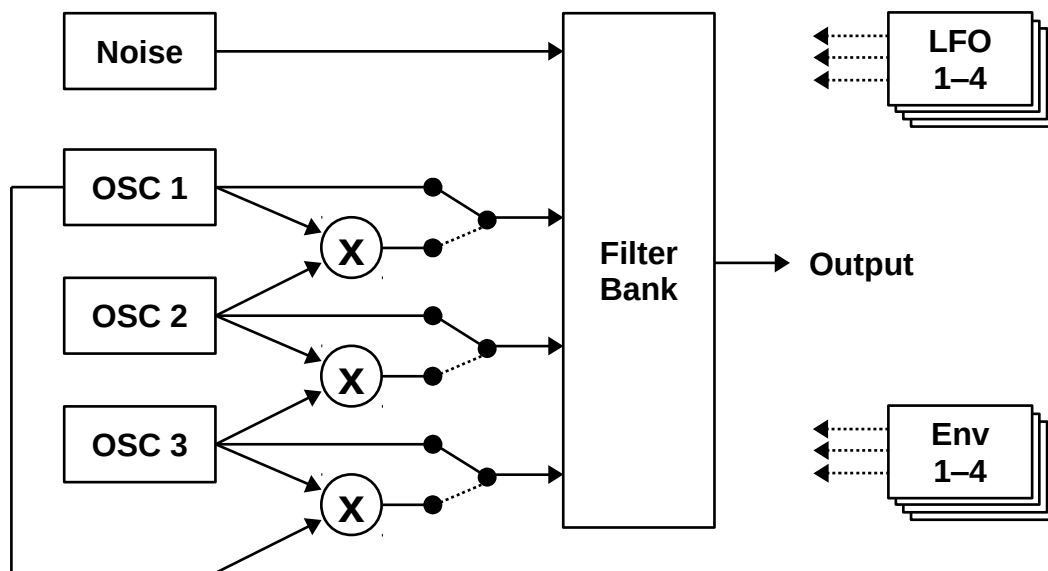 Noise
LFO
1–4
OSC 1
X
Filter
Bank
Output
OSC 2
X
OSC 3
X
Env
1–4